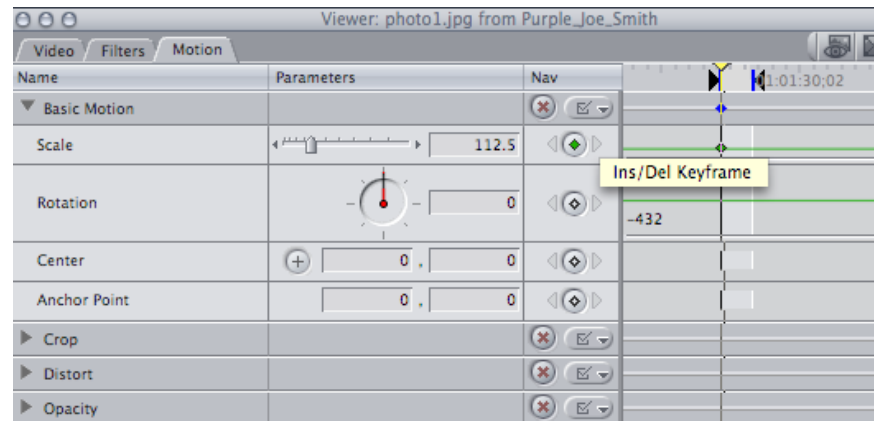 Viewer: photo1.jpg from Purple_Joe_Smith
Video Filters Motion
Name Parameters Nav
1:01:30;02
Basic Motion
Scale 112.5
Ins/Del Keyframe
Rotation 0
-432
Center 0 , 0
Anchor Point 0 , 0
Crop
Distort
Opacity